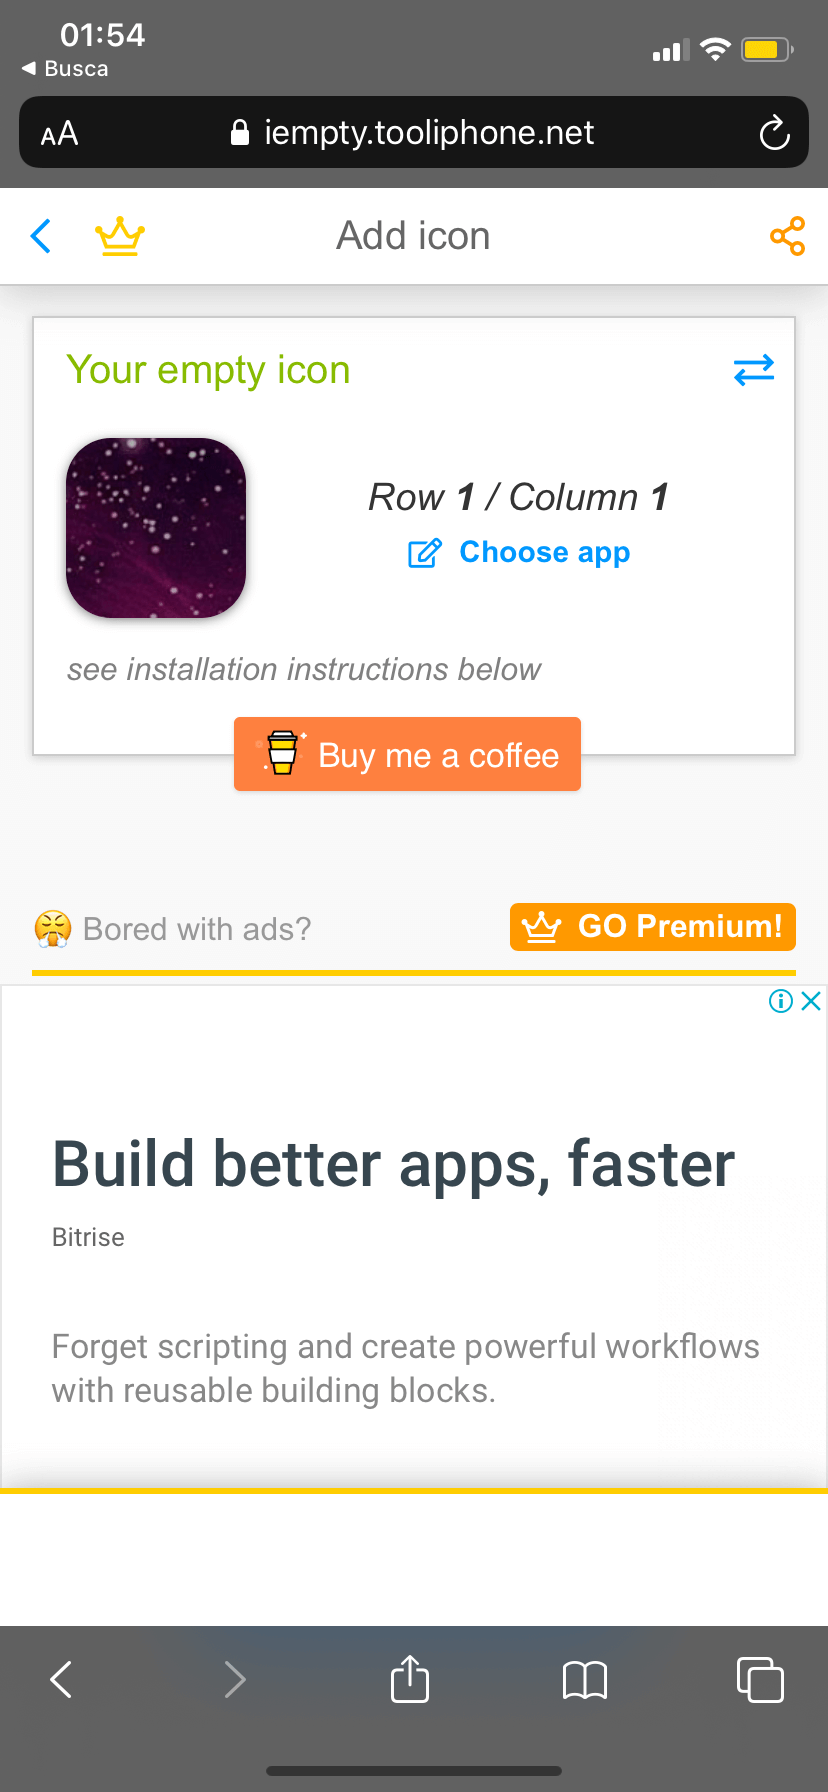 01:54
◀ Busca
AA
iempty.tooliphone.net
Add icon
Your empty icon
Row 1 / Column 1
Choose app
see installation instructions below
Buy me a coffee
Bored with ads?
GO Premium!
Build better apps, faster
Bitrise
Forget scripting and create powerful workflows
with reusable building blocks.